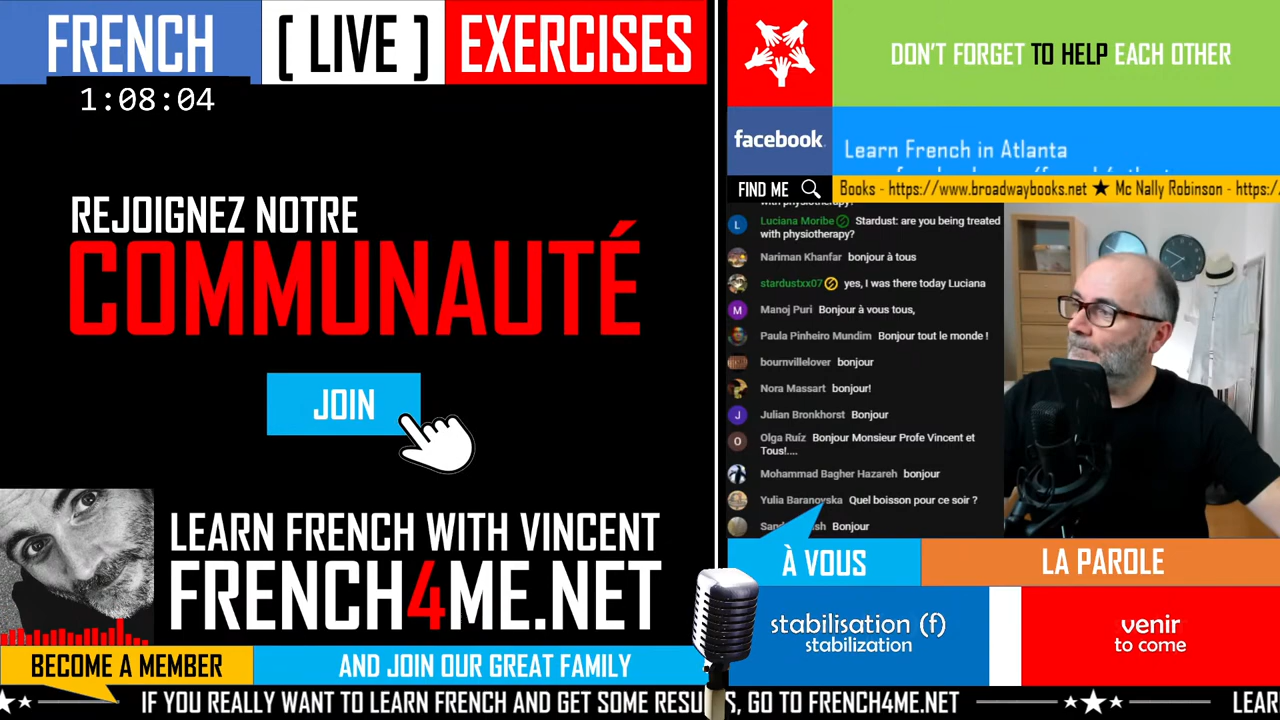 FRENCH [ LIVE ] EXERCISES
1:08:04
REJOIGNEZ NOTRE
COMMUNAUTÉ
JOIN
LEARN FRENCH WITH VINCENT
FRENCH4ME.NET
BECOME A MEMBER
AND JOIN OUR GREAT FAMILY
IF YOU REALLY WANT TO LEARN FRENCH AND GET SOME GO TO FRENCH4ME.NET
DON'T FORGET TO HELP EACH OTHER
facebook
Learn French in Atlanta
FIND ME
Books - https://www.broadwaybooks.net ★ Mc Nally Robinson - https:/
with physiotherapy?
L Luciana Moribe Stardust: are you being treated
with physiotherapy?
Nariman Khanfar bonjour à tous
stardustxx07 yes, I was there today Luciana
M Manoj Puri Bonjour à vous tous,
Paula Pinheiro Mundim Bonjour tout le monde !
bournvillelover bonjour
Nora Massart bonjour!
J Julian Bronkhorst Bonjour
O Olga Ruíz Bonjour Monsieur Profe Vincent et
Tous!....
Mohammad Bagher Hazareh bonjour
Yulia Baranovska Quel boisson pour ce soir ?
Bonjour
À VOUS
LA PAROLE
stabilisation (f)
stabilization
venir
to come